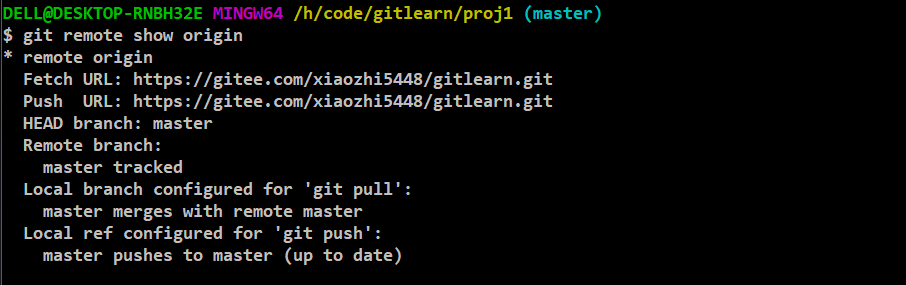 DELL@DESKTOP-RNBH32E MINGW64 /h/code/gitlearn/proj1 (master)
$ git remote show origin
* remote origin
  Fetch URL: https://gitee.com/xiaozhi5448/gitlearn.git
  Push  URL: https://gitee.com/xiaozhi5448/gitlearn.git
  HEAD branch: master
  Remote branch:
    master tracked
  Local branch configured for 'git pull':
    master merges with remote master
  Local ref configured for 'git push':
    master pushes to master (up to date)